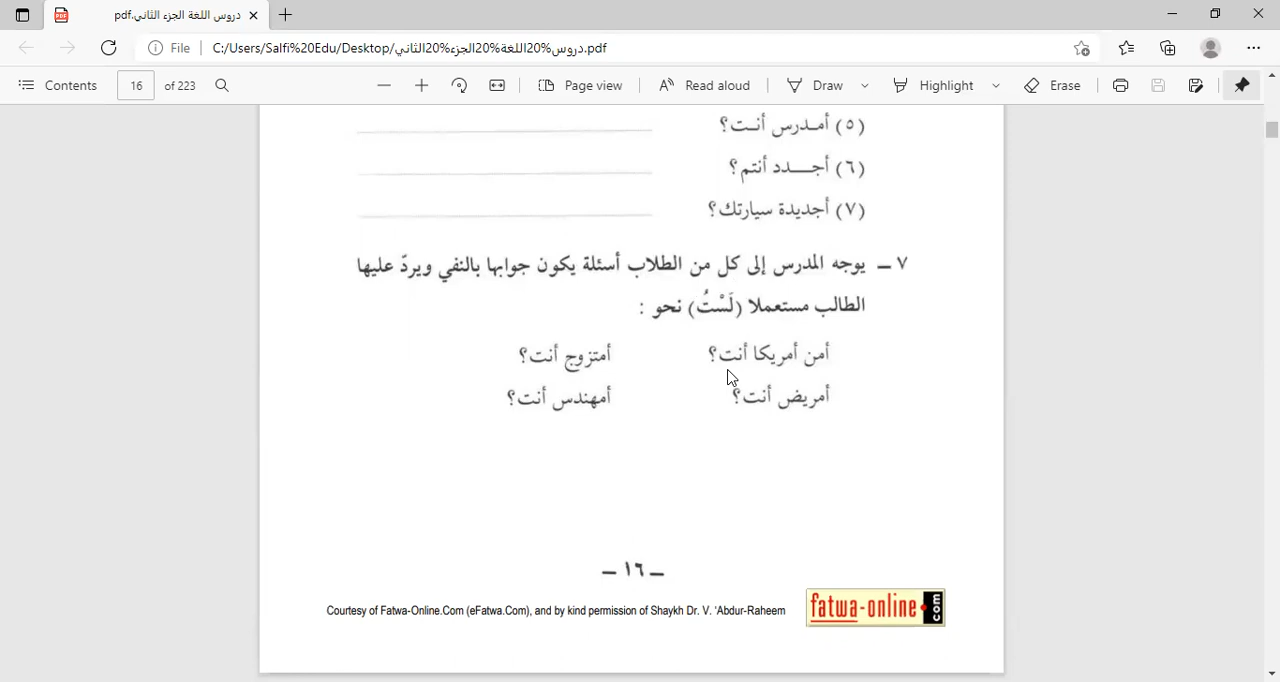 دروس اللغة الجزء الثاني.pdf
File
C:/Users/Salfi%20Edu/Desktop/دروس%20اللغة%20الجزء%20الثاني.pdf
Contents
16 of 223
Page view
Read aloud
Draw
Highlight
Erase
(٥) أمـدرس أنـت؟
(٦) أجــــدد أنتم؟
(٧) أجديدة سيارتك؟
٧ ـ يوجه المدرس إلى كل من الطلاب أسئلة يكون جوابها بالنفي ويردّ عليها
الطالب مستعملا (لَسْتُ) نحو :
أمن أمريكا أنت؟ أمتزوج أنت؟
أمريض أنت؟ أمهندس أنت؟
ـ ١٦ ـ
Courtesy of Fatwa-Online.Com (eFatwa.Com), and by kind permission of Shaykh Dr. V. ‘Abdur-Raheem
fatwa-online.com